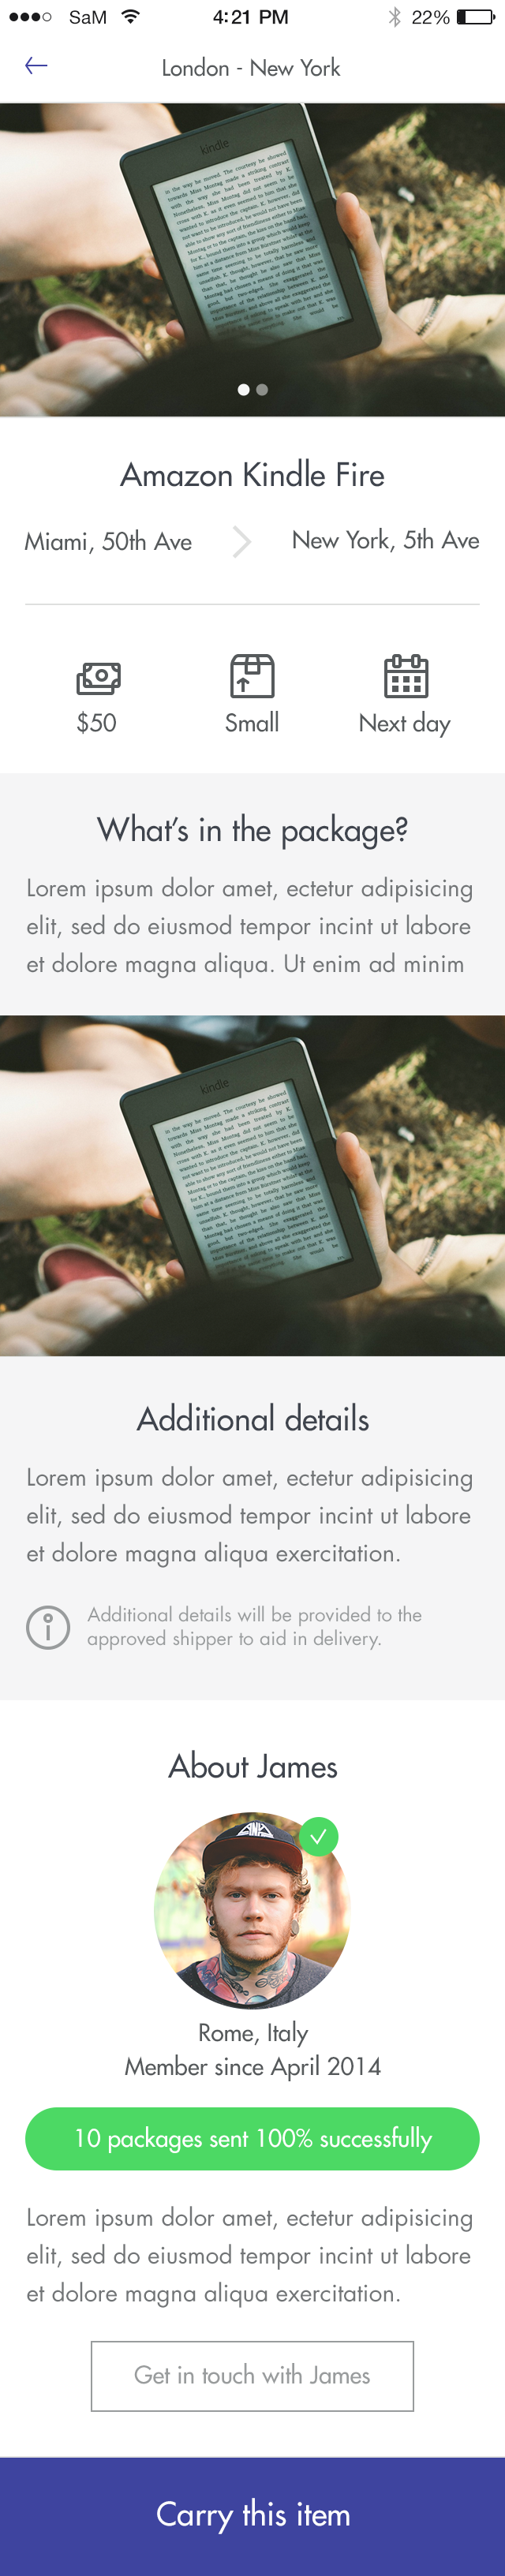 SaM
4:21 PM
22%
London - New York
kindle
Amazon Kindle Fire
Miami, 50th Ave
New York, 5th Ave
$50
Small
Next day
What's in the package?
Lorem ipsum dolor amet, ectetur adipisicing
elit, sed do eiusmod tempor incint ut labore
et dolore magna aliqua. Ut enim ad minim
kindle
Additional details
Lorem ipsum dolor amet, ectetur adipisicing
elit, sed do eiusmod tempor incint ut labore
et dolore magna aliqua exercitation.
Additional details will be provided to the
approved shipper to aid in delivery.
About James
Rome, Italy
Member since April 2014
10 packages sent 100% successfully
Lorem ipsum dolor amet, ectetur adipisicing
elit, sed do eiusmod tempor incint ut labore
et dolore magna aliqua exercitation.
Get in touch with James
Carry this item